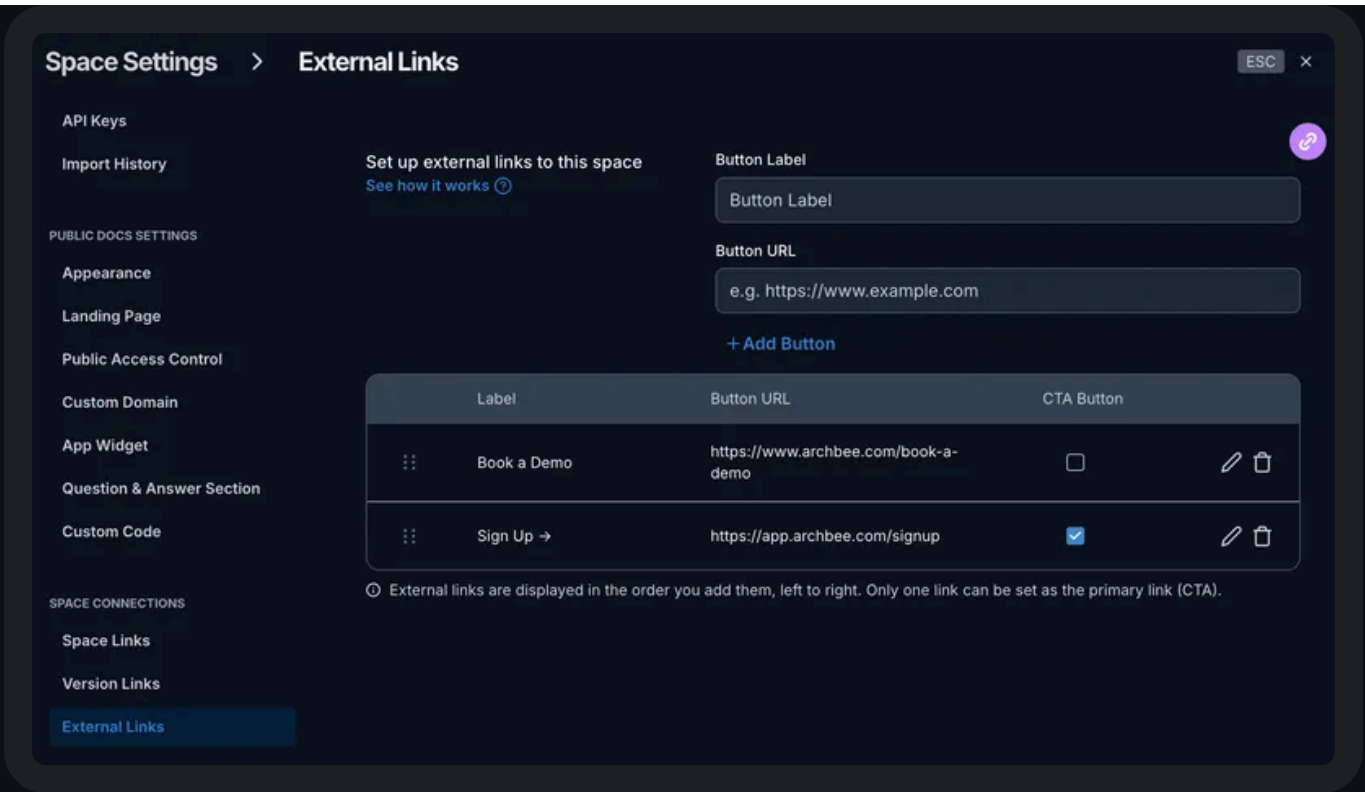 Space Settings > External Links
ESC ×
API Keys
Import History
PUBLIC DOCS SETTINGS
Appearance
Landing Page
Public Access Control
Custom Domain
App Widget
Question & Answer Section
Custom Code
SPACE CONNECTIONS
Space Links
Version Links
External Links
Set up external links to this space
See how it works
Button Label
Button Label
Button URL
e.g. https://www.example.com
+ Add Button
Label Button URL CTA Button
Book a Demo https://www.archbee.com/book-a-
demo
Sign Up → https://app.archbee.com/signup
External links are displayed in the order you add them, left to right. Only one link can be set as the primary link (CTA).